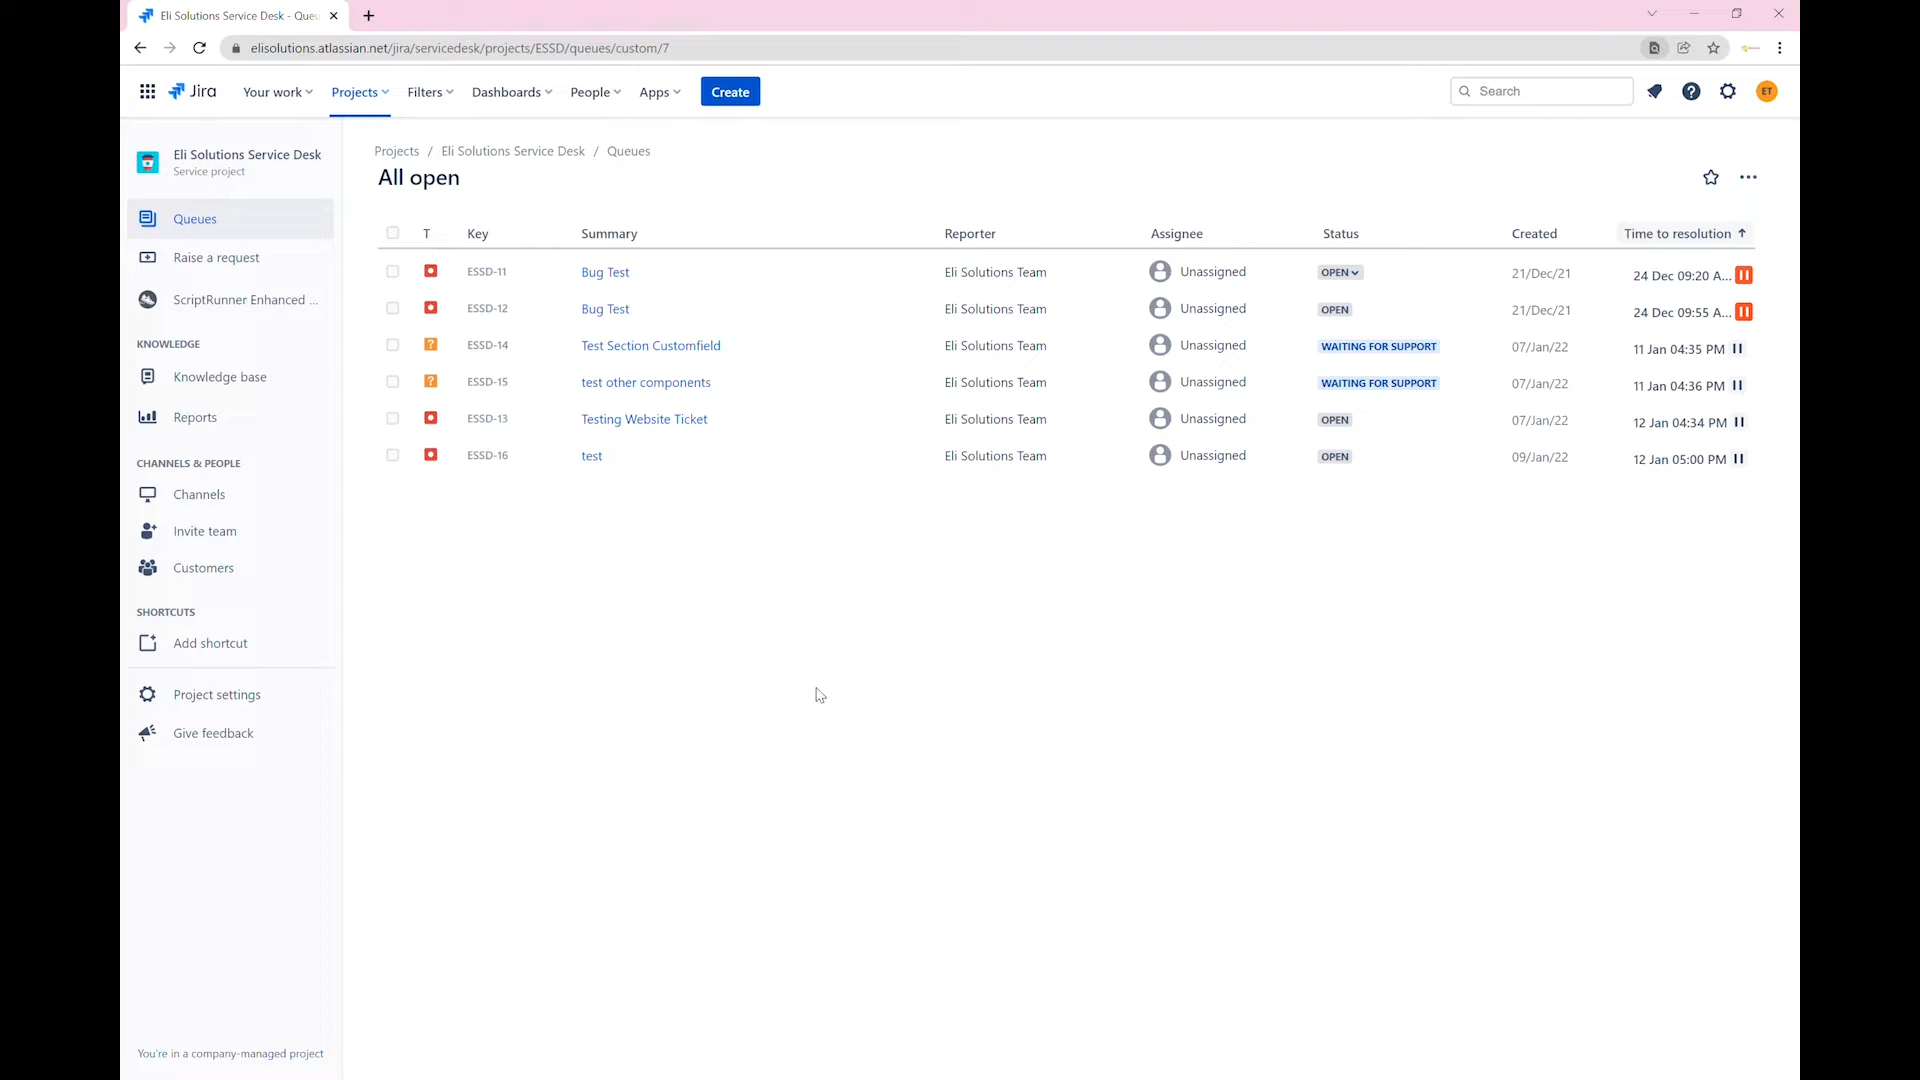 Eli Solutions Service Desk - Queu
elisolutions.atlassian.net/jira/servicedesk/projects/ESSD/queues/custom/7
Jira Your work Projects Filters Dashboards People Apps Create Search ET
Eli Solutions Service Desk
Service project
Queues
Raise a request
ScriptRunner Enhanced ...
KNOWLEDGE
Knowledge base
Reports
CHANNELS & PEOPLE
Channels
Invite team
Customers
SHORTCUTS
Add shortcut
Project settings
Give feedback
You're in a company-managed project
Projects / Eli Solutions Service Desk / Queues
All open
T Key Summary Reporter Assignee Status Created Time to resolution ↑
ESSD-11 Bug Test Eli Solutions Team Unassigned OPEN 21/Dec/21 24 Dec 09:20 A...
ESSD-12 Bug Test Eli Solutions Team Unassigned OPEN 21/Dec/21 24 Dec 09:55 A...
? ESSD-14 Test Section Customfield Eli Solutions Team Unassigned WAITING FOR SUPPORT 07/Jan/22 11 Jan 04:35 PM
? ESSD-15 test other components Eli Solutions Team Unassigned WAITING FOR SUPPORT 07/Jan/22 11 Jan 04:36 PM
ESSD-13 Testing Website Ticket Eli Solutions Team Unassigned OPEN 07/Jan/22 12 Jan 04:34 PM
ESSD-16 test Eli Solutions Team Unassigned OPEN 09/Jan/22 12 Jan 05:00 PM